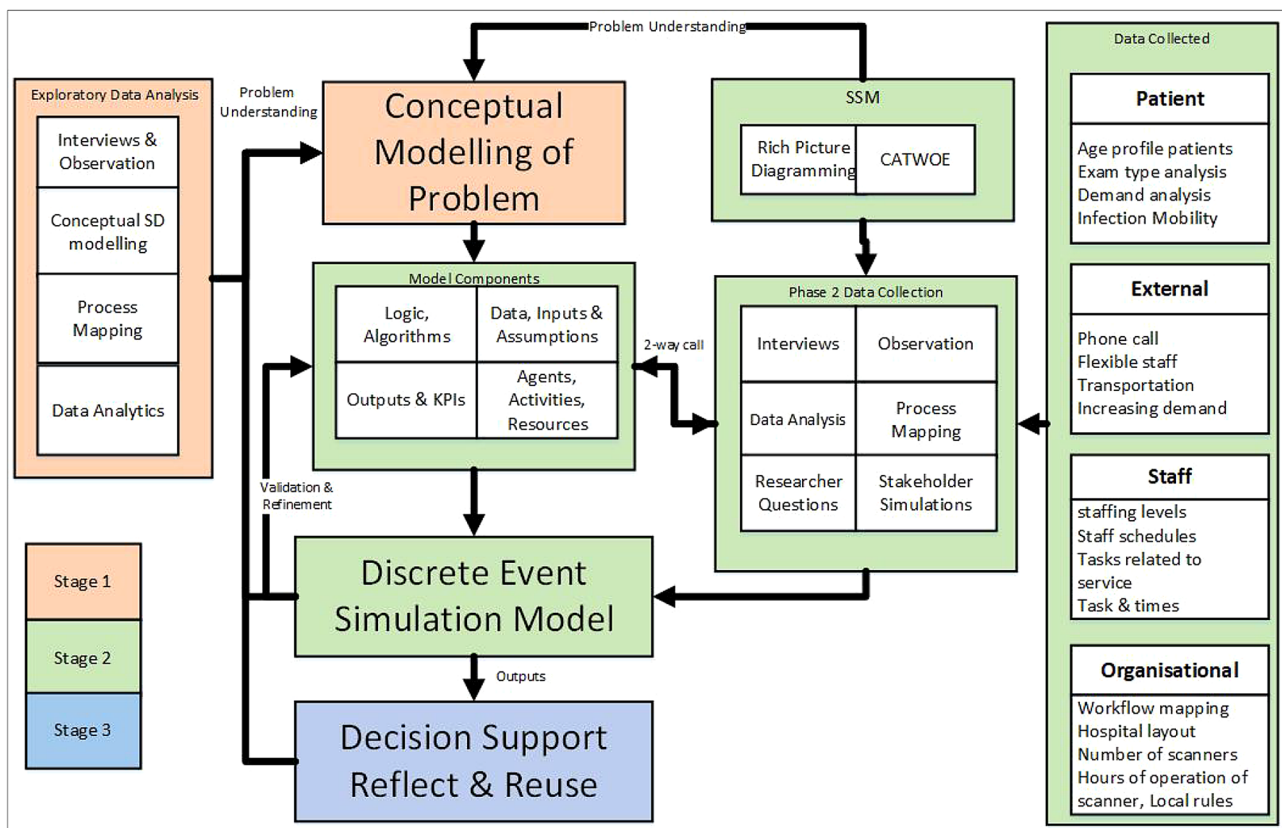 Problem Understanding
Exploratory Data Analysis
Interviews &
Observation
Conceptual SD
modelling
Process
Mapping
Data Analytics
Problem
Understanding
Conceptual
Modelling of
Problem
SSM
Rich Picture
Diagramming
CATWOE
Model Components
Logic,
Algorithms
Data, Inputs &
Assumptions
Outputs & KPIs
Agents,
Activities,
Resources
2-way call
Phase 2 Data Collection
Interviews
Observation
Data Analysis
Process
Mapping
Researcher
Questions
Stakeholder
Simulations
Validation &
Refinement
Discrete Event
Simulation Model
Outputs
Decision Support
Reflect & Reuse
Stage 1
Stage 2
Stage 3
Data Collected
Patient
Age profile patients
Exam type analysis
Demand analysis
Infection Mobility
External
Phone call
Flexible staff
Transportation
Increasing demand
Staff
staffing levels
Staff schedules
Tasks related to
service
Task & times
Organisational
Workflow mapping
Hospital layout
Number of scanners
Hours of operation of
scanner, Local rules